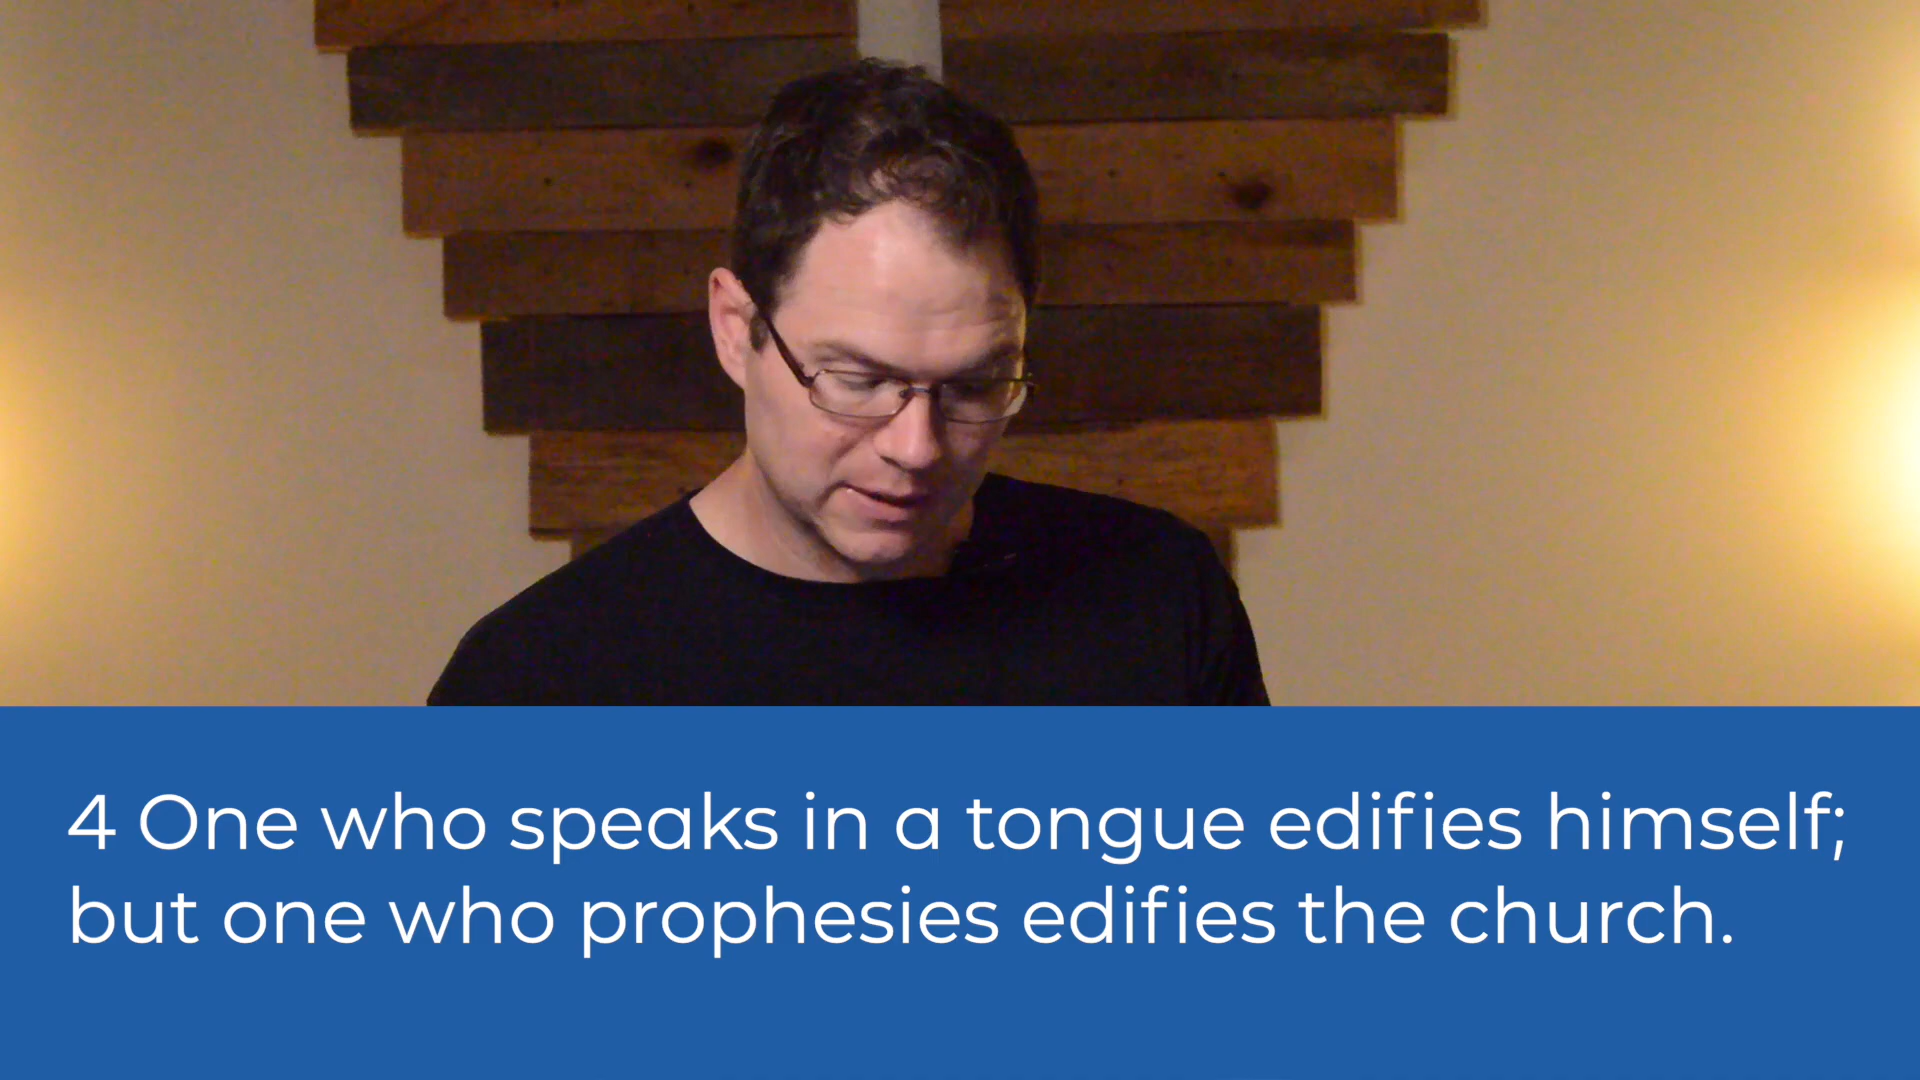 4 One who speaks in a tongue edifies himself;
but one who prophesies edifies the church.